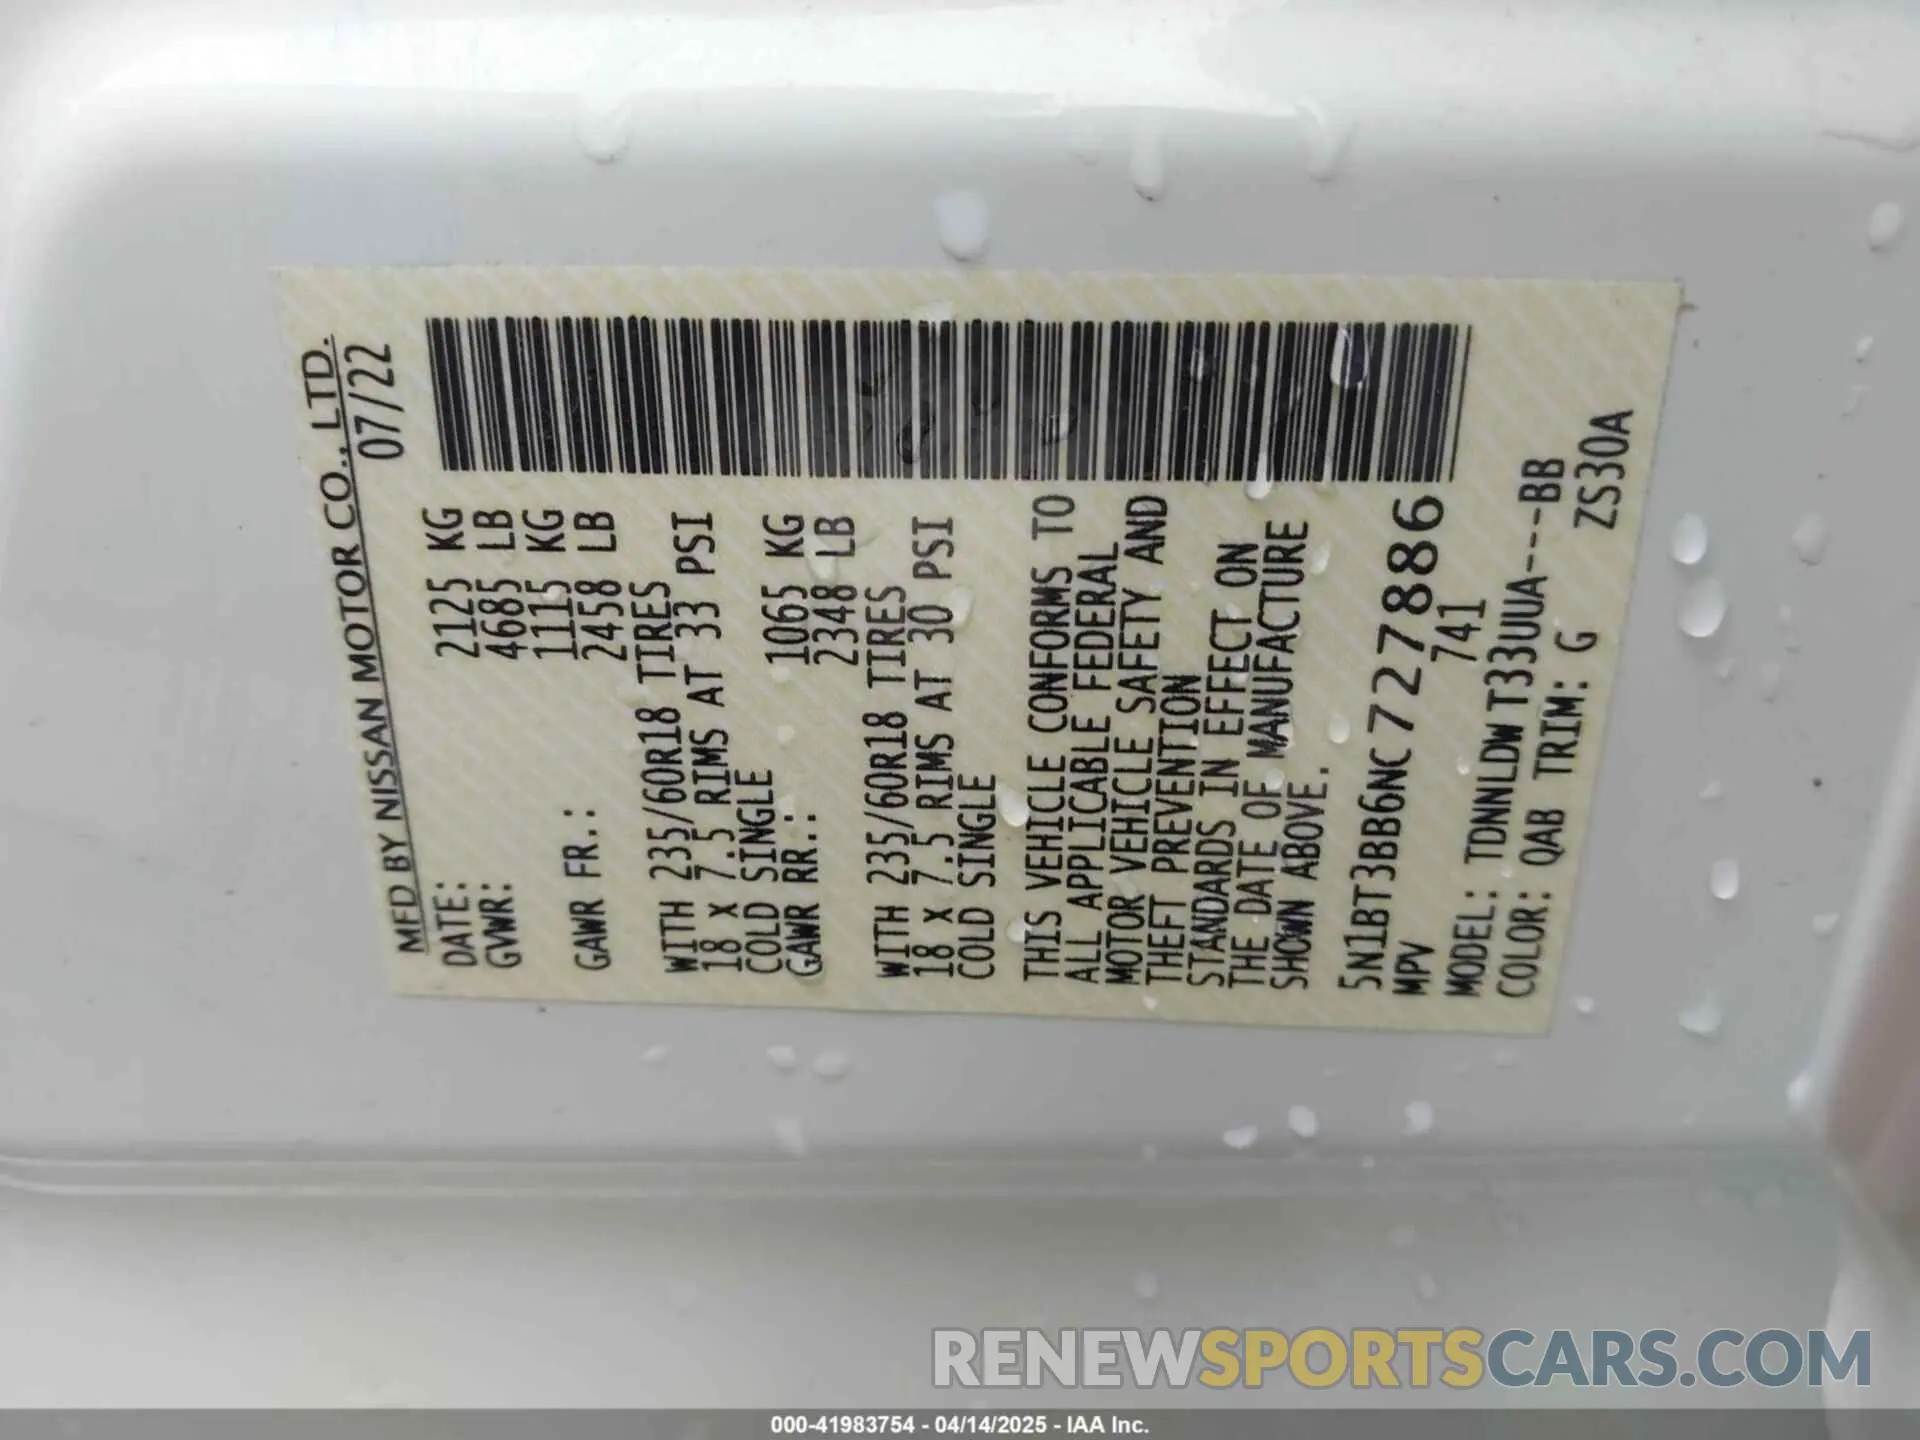 MFD BY NISSAN MOTOR CO., LTD.
DATE: 07/22
GVWR: 2125 KG
4685 LB
GAWR FR.: 1115 KG
2458 LB
WITH 235/60R18 TIRES
18 X 7.5 RIMS AT 33 PSI
COLD SINGLE
GAWR RR.: 1065 KG
2348 LB
WITH 235/60R18 TIRES
18 X 7.5 RIMS AT 30 PSI
COLD SINGLE
THIS VEHICLE CONFORMS TO
ALL APPLICABLE FEDERAL
MOTOR VEHICLE SAFETY AND
THEFT PREVENTION
STANDARDS IN EFFECT ON
THE DATE OF MANUFACTURE
SHOWN ABOVE.
5N1BT3BB6NC727886
MPV 741
MODEL: TDNNLDW T33UUA---BB
COLOR: QAB TRIM: G ZS30A
RENEWSPORTSCARS.COM
000-41983754 - 04/14/2025 - IAA Inc.